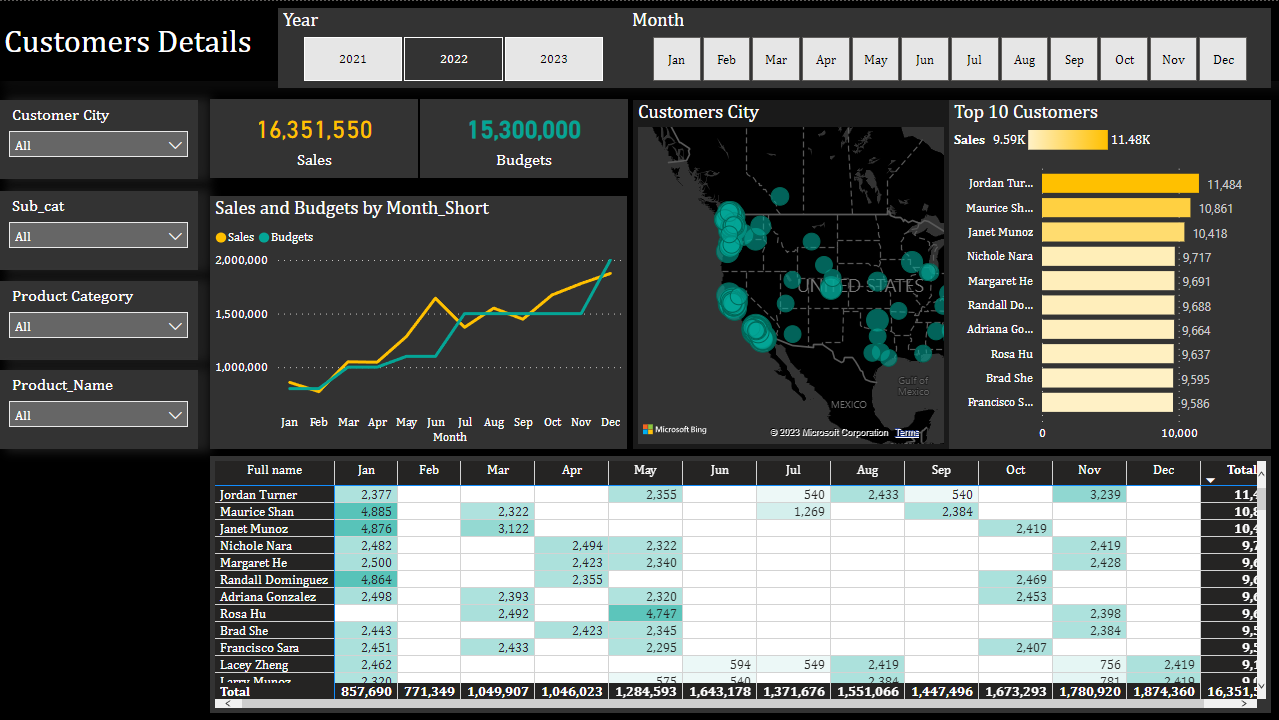 Customers Details
Year
2021 2022 2023
Month
Jan Feb Mar Apr May Jun Jul Aug Sep Oct Nov Dec
Customer City
All
Sub_cat
All
Product Category
All
Product_Name
All
16,351,550
Sales
15,300,000
Budgets
Sales and Budgets by Month_Short
Sales Budgets
2,000,000
1,500,000
1,000,000
Jan Feb Mar Apr May Jun Jul Aug Sep Oct Nov Dec
Month
Customers City
UNITED STATES
Gulf of
Mexico
MEXICO
Microsoft Bing
© 2023 Microsoft Corporation Terms
Top 10 Customers
Sales 9.59K 11.48K
Jordan Tur... 11,484
Maurice Sh... 10,861
Janet Munoz 10,418
Nichole Nara 9,717
Margaret He 9,691
Randall Do... 9,688
Adriana Go... 9,664
Rosa Hu 9,637
Brad She 9,595
Francisco S... 9,586
0 10,000
Full name Jan Feb Mar Apr May Jun Jul Aug Sep Oct Nov Dec Total
Jordan Turner 2,377 2,355 540 2,433 540 3,239 11,4
Maurice Shan 4,885 2,322 1,269 2,384 10,8
Janet Munoz 4,876 3,122 2,419 10,4
Nichole Nara 2,482 2,494 2,322 2,419 9,7
Margaret He 2,500 2,423 2,340 2,428 9,6
Randall Dominguez 4,864 2,355 2,469 9,6
Adriana Gonzalez 2,498 2,393 2,320 2,453 9,6
Rosa Hu 2,492 4,747 2,398 9,6
Brad She 2,443 2,423 2,345 2,384 9,5
Francisco Sara 2,451 2,433 2,295 2,407 9,5
Lacey Zheng 2,462 594 549 2,419 756 2,419 9,1
Larry Munoz 2,320 575 540 2,384 781 2,419 9,0
Total 857,690 771,349 1,049,907 1,046,023 1,284,593 1,643,178 1,371,676 1,551,066 1,447,496 1,673,293 1,780,920 1,874,360 16,351,5